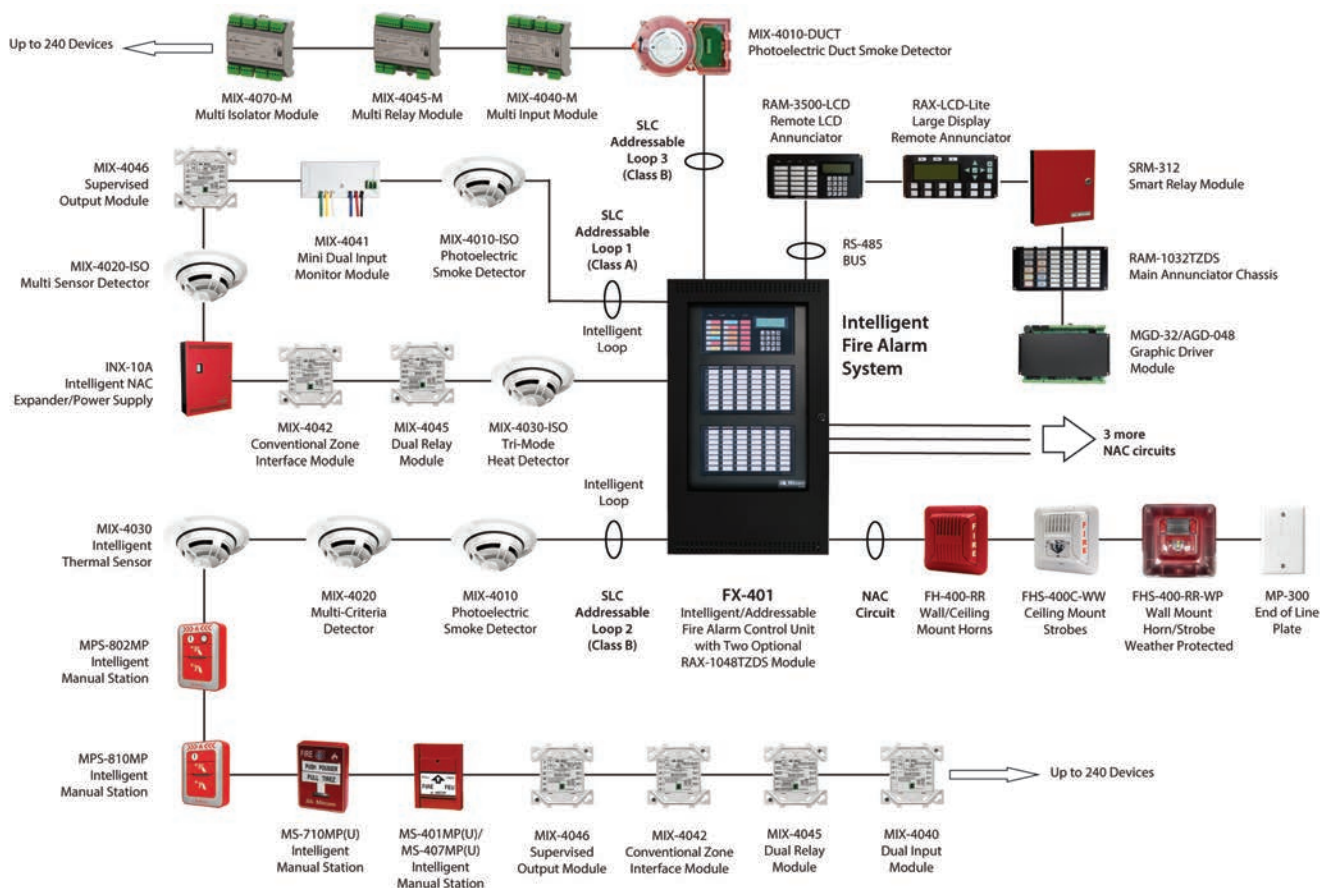 Up to 240 Devices
MIX-4070-M
Multi Isolator Module
MIX-4045-M
Multi Relay Module
MIX-4040-M
Multi Input Module
MIX-4010-DUCT
Photoelectric Duct Smoke Detector
SLC
Addressable
Loop 3
(Class B)
RAM-3500-LCD
Remote LCD
Annunciator
RAX-LCD-Lite
Large Display
Remote Annunciator
SRM-312
Smart Relay Module
RS-485
BUS
RAM-1032TZDS
Main Annunciator Chassis
MGD-32/AGD-048
Graphic Driver
Module
MIX-4046
Supervised
Output Module
MIX-4041
Mini Dual Input
Monitor Module
MIX-4010-ISO
Photoelectric
Smoke Detector
SLC
Addressable
Loop 1
(Class A)
Intelligent
Loop
MIX-4020-ISO
Multi Sensor Detector
INX-10A
Intelligent NAC
Expander/Power Supply
MIX-4042
Conventional Zone
Interface Module
MIX-4045
Dual Relay
Module
MIX-4030-ISO
Tri-Mode
Heat Detector
Intelligent
Fire Alarm
System
3 more
NAC circuits
Intelligent
Loop
MIX-4030
Intelligent
Thermal Sensor
MIX-4020
Multi-Criteria
Detector
MIX-4010
Photoelectric
Smoke Detector
SLC
Addressable
Loop 2
(Class B)
Mircom
FX-401
Intelligent/Addressable
Fire Alarm Control Unit
with Two Optional
RAX-1048TZDS Module
NAC
Circuit
FIRE
FH-400-RR
Wall/Ceiling
Mount Horns
FIRE
FHS-400C-WW
Ceiling Mount
Strobes
FHS-400-RR-WP
Wall Mount
Horn/Strobe
Weather Protected
MP-300
End of Line
Plate
MPS-802MP
Intelligent
Manual Station
MPS-810MP
Intelligent
Manual Station
FIRE
PULL TIREZ
Mircom
MS-710MP(U)
Intelligent
Manual Station
FIRE FEU
MS-401MP(U)/
MS-407MP(U)
Intelligent
Manual Station
MIX-4046
Supervised
Output Module
MIX-4042
Conventional Zone
Interface Module
MIX-4045
Dual Relay
Module
MIX-4040
Dual Input
Module
Up to 240 Devices